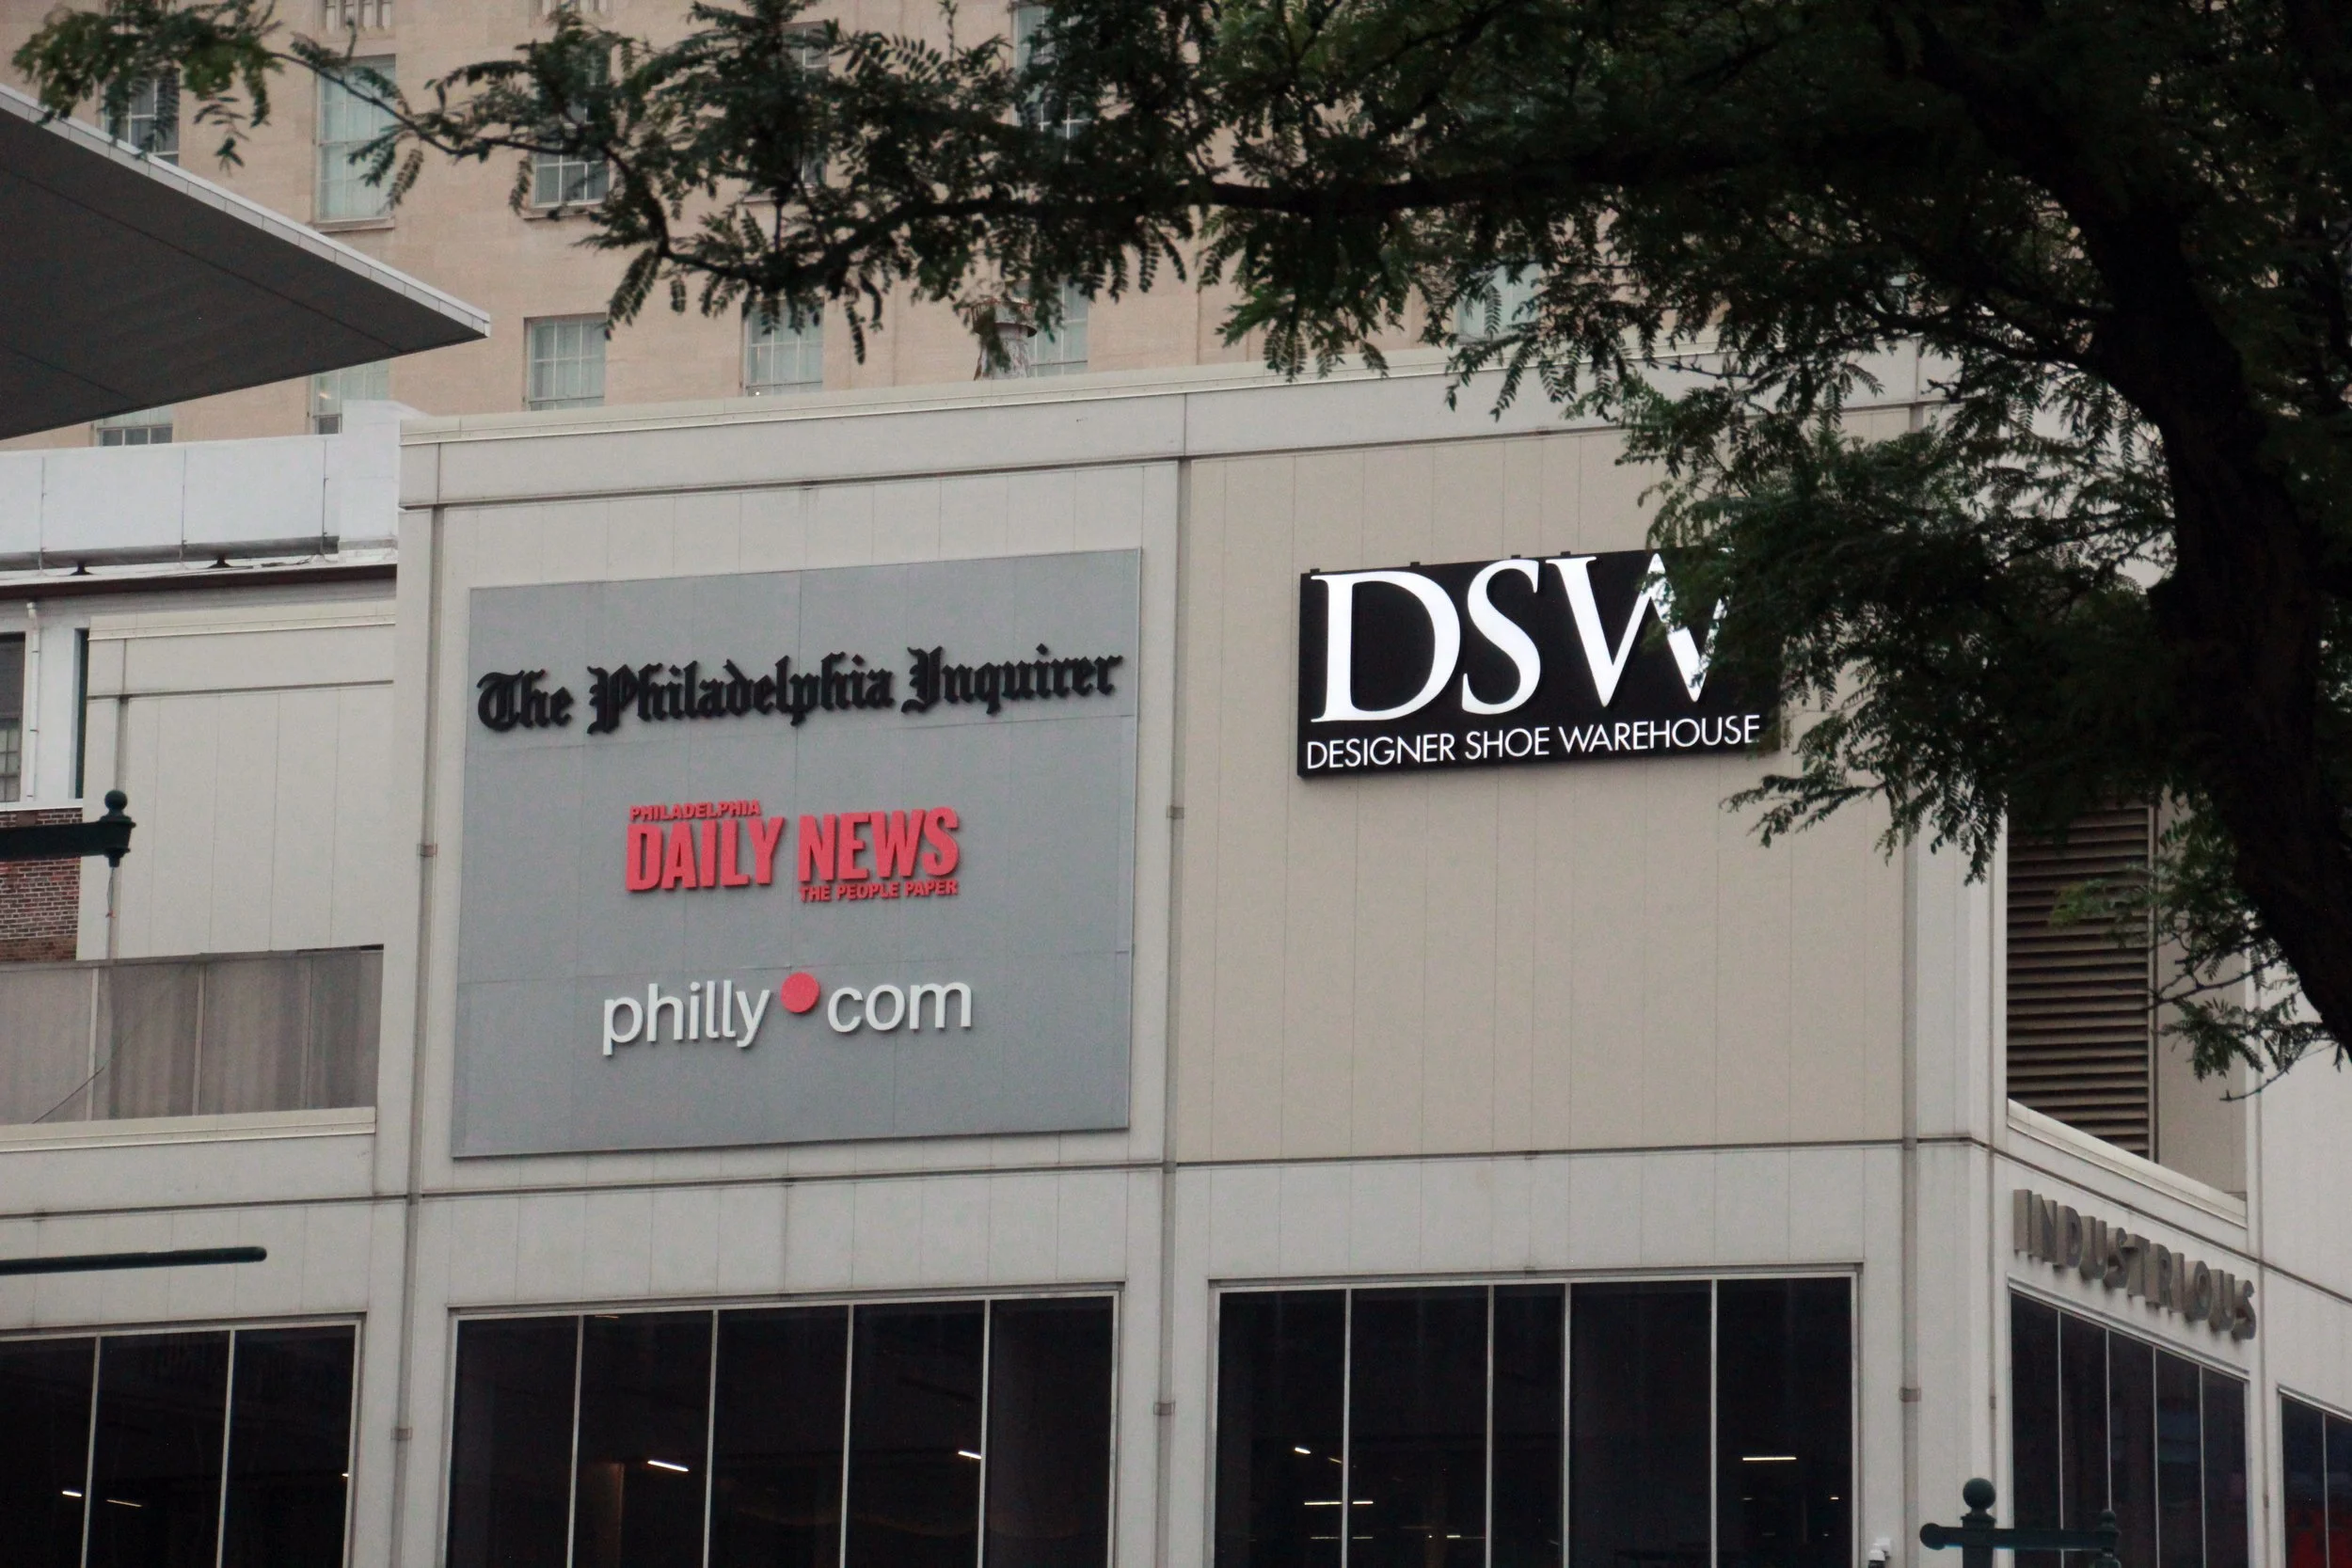 The Philadelphia Inquirer
PHILADELPHIA
DAILY NEWS
THE PEOPLE PAPER
philly.com
DSW
DESIGNER SHOE WAREHOUSE
INDUSTRIOUS